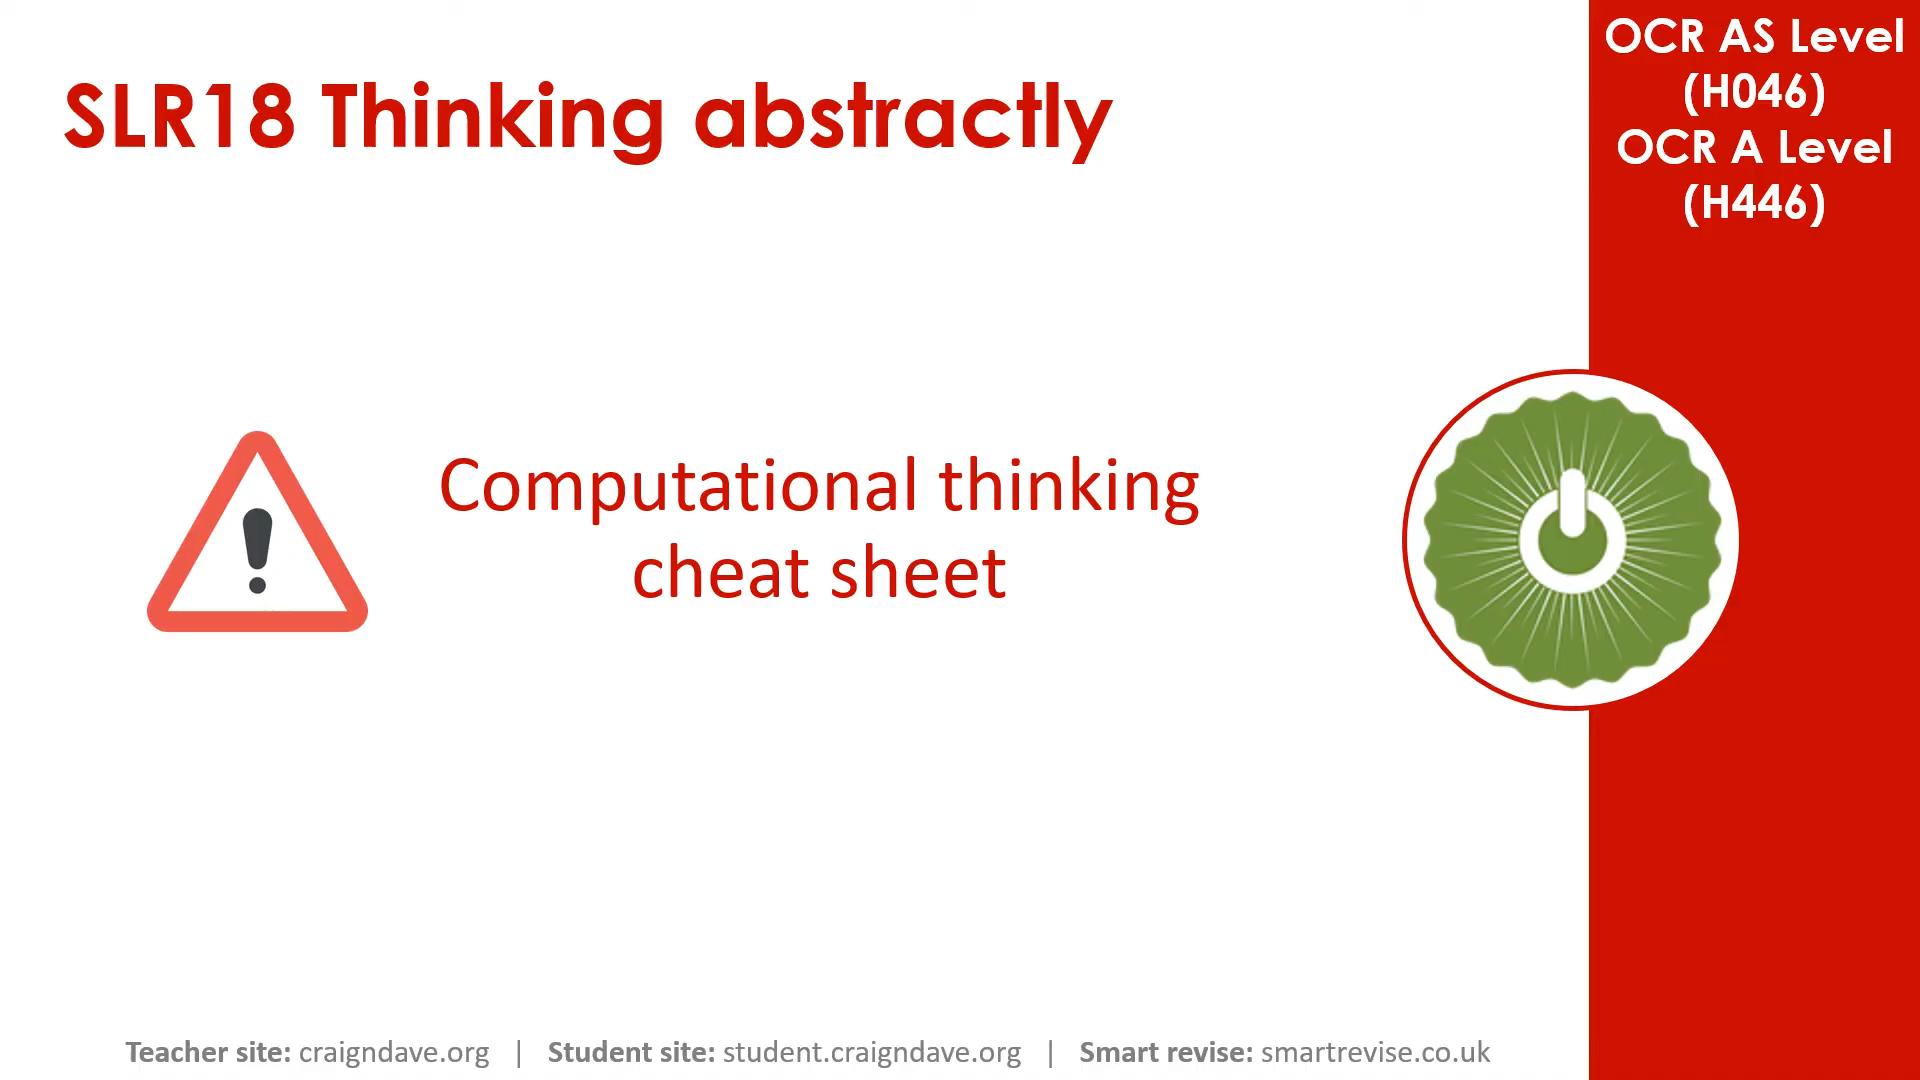 SLR18 Thinking abstractly
OCR AS Level
(H046)
OCR A Level
(H446)
Computational thinking
cheat sheet
Teacher site: craigndave.org | Student site: student.craigndave.org | Smart revise: smartrevise.co.uk